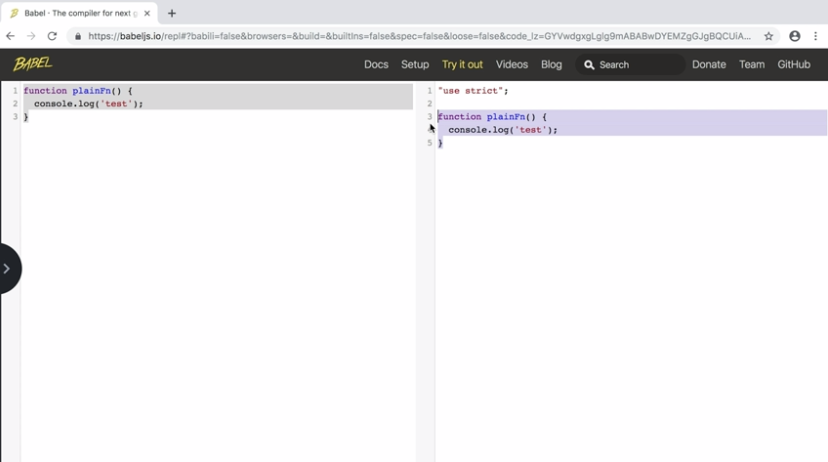 Babel - The compiler for next g
https://babeljs.io/repl#?babili=false&browsers=&build=&builtIns=false&spec=false&loose=false&code_lz=GYVwdgxgLglg9mABABwDYEMZgGJgBQCUiA...
BABEL
Docs Setup Try it out Videos Blog Search Donate Team GitHub
1 function plainFn() {
2 console.log('test');
3 }
1 "use strict";
2
3 function plainFn() {
console.log('test');
5 }